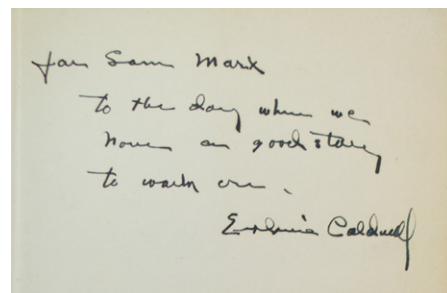 for Sam Marx
to the day when we
have a good story
to work on.
Erskine Caldwell